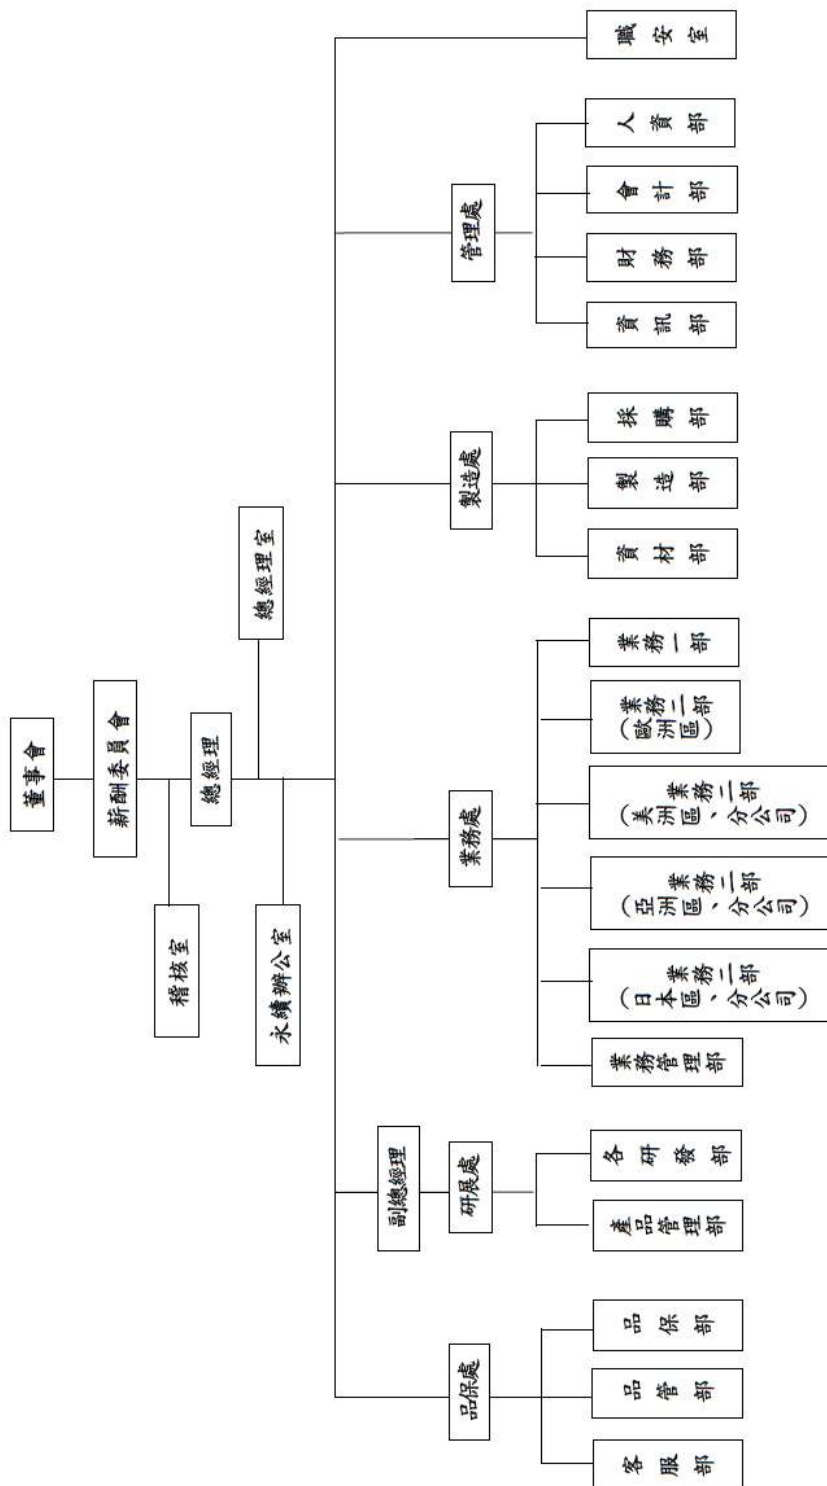 董事會
薪酬委員會
稽核室
總經理
總經理室
永續辦公室
副總經理
品保處
研展處
業務處
製造處
管理處
客服部
品管部
品保部
產品管理部
各研發部
業務管理部
業務二部
(日本區、分公司)
業務二部
(亞洲區、分公司)
業務二部
(美洲區、分公司)
業務二部
(歐洲區)
業務一部
資材部
製造部
採購部
資訊部
財務部
會計部
人資部
職安室